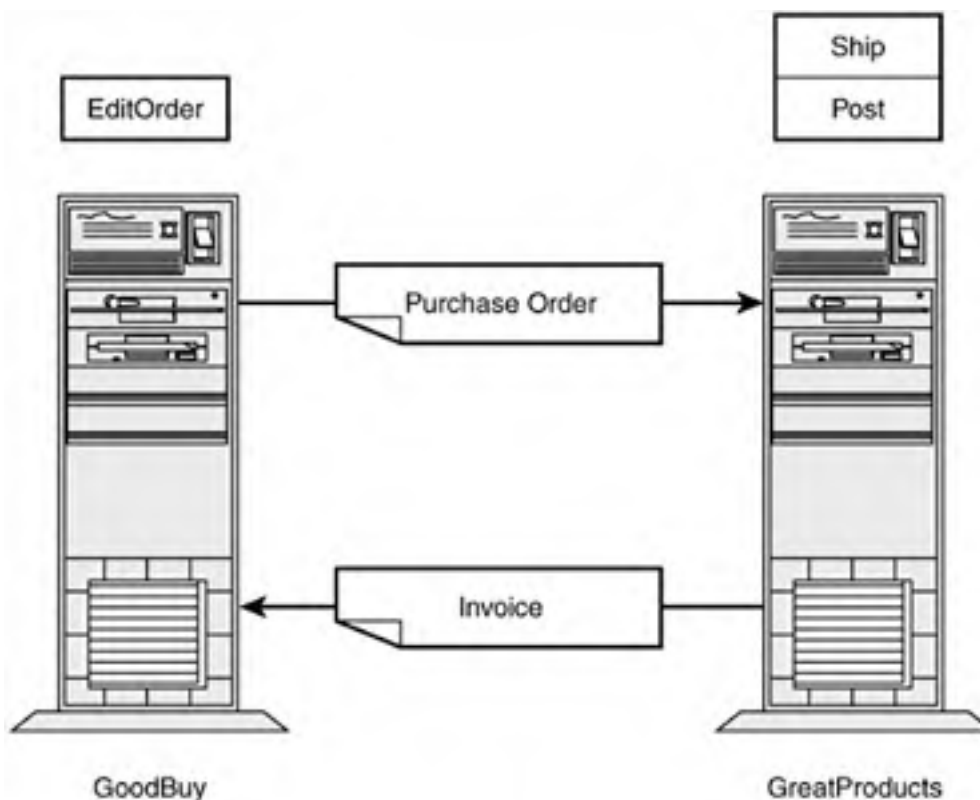 Ship
EditOrder
Post
Purchase Order
Invoice
GoodBuy
GreatProducts